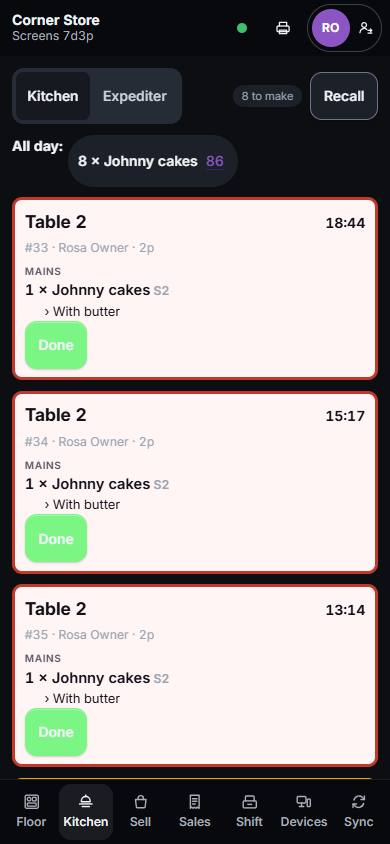 Corner Store
Screens 7d3p
RO
Kitchen Expediter 8 to make Recall
All day: 8 × Johnny cakes 86
Table 2 18:44
#33 · Rosa Owner · 2p
MAINS
1 × Johnny cakes S2
› With butter
Done
Table 2 15:17
#34 · Rosa Owner · 2p
MAINS
1 × Johnny cakes S2
› With butter
Done
Table 2 13:14
#35 · Rosa Owner · 2p
MAINS
1 × Johnny cakes S2
› With butter
Done
Floor Kitchen Sell Sales Shift Devices Sync